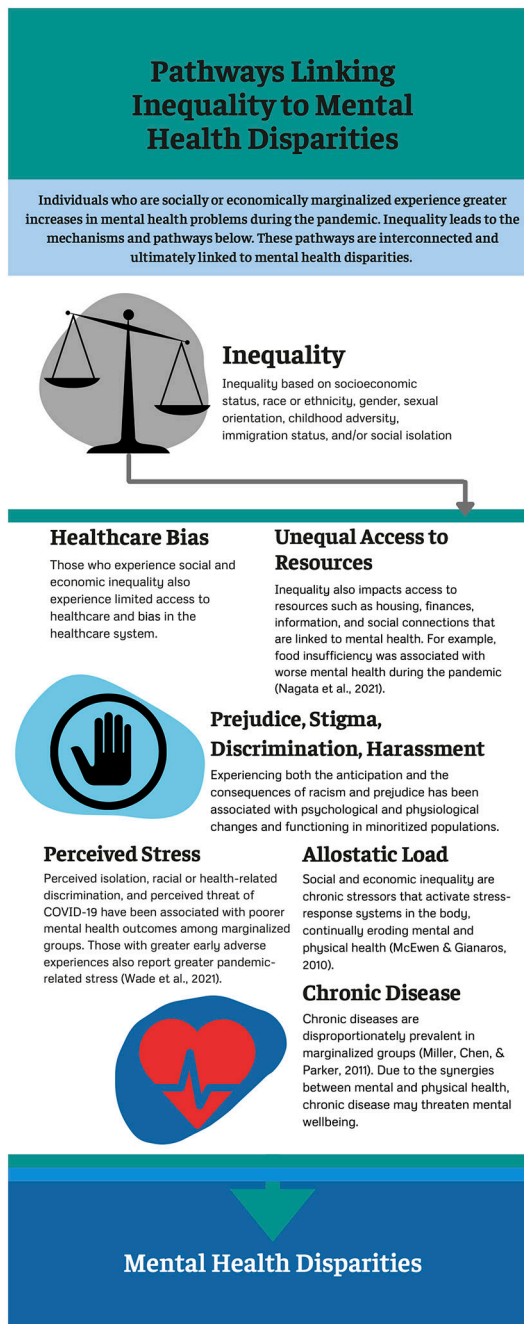 Pathways Linking
Inequality to Mental
Health Disparities
Individuals who are socially or economically marginalized experience greater
increases in mental health problems during the pandemic. Inequality leads to the
mechanisms and pathways below. These pathways are interconnected and
ultimately linked to mental health disparities.
Inequality
Inequality based on socioeconomic
status, race or ethnicity, gender, sexual
orientation, childhood adversity,
immigration status, and/or social isolation
Healthcare Bias
Those who experience social and
economic inequality also
experience limited access to
healthcare and bias in the
healthcare system.
Unequal Access to
Resources
Inequality also impacts access to
resources such as housing, finances,
information, and social connections that
are linked to mental health. For example,
food insufficiency was associated with
worse mental health during the pandemic
(Nagata et al., 2021).
Prejudice, Stigma,
Discrimination, Harassment
Experiencing both the anticipation and the
consequences of racism and prejudice has been
associated with psychological and physiological
changes and functioning in minoritized populations.
Perceived Stress
Perceived isolation, racial or health-related
discrimination, and perceived threat of
COVID-19 have been associated with poorer
mental health outcomes among marginalized
groups. Those with greater early adverse
experiences also report greater pandemic-
related stress (Wade et al., 2021).
Allostatic Load
Social and economic inequality are
chronic stressors that activate stress-
response systems in the body,
continually eroding mental and
physical health (McEwen & Gianaros,
2010).
Chronic Disease
Chronic diseases are
disproportionately prevalent in
marginalized groups (Miller, Chen, &
Parker, 2011). Due to the synergies
between mental and physical health,
chronic disease may threaten mental
wellbeing.
Mental Health Disparities